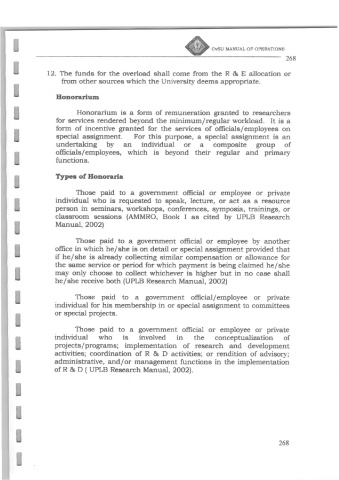 CvSU MANUAL OF OPERATIONS
268
12. The funds for the overload shall come from the R & E allocation or
from other sources which the University deems appropriate.
Honorarium
Honorarium is a form of remuneration granted to researchers
for services rendered beyond the minimum/regular workload. It is a
form of incentive granted for the services of officials/employees on
special assignment. For this purpose, a special assignment is an
undertaking by an individual or a composite group of
officials/employees, which is beyond their regular and primary
functions.
Types of Honoraria
Those paid to a government official or employee or private
individual who is requested to speak, lecture, or act as a resource
person in seminars, workshops, conferences, symposia, trainings, or
classroom sessions (AMMRO, Book I as cited by UPLB Research
Manual, 2002)
Those paid to a government official or employee by another
office in which he/she is on detail or special assignment provided that
if he/she is already collecting similar compensation or allowance for
the same service or period for which payment is being claimed he/she
may only choose to collect whichever is higher but in no case shall
he/she receive both (UPLB Research Manual, 2002)
Those paid to a government official/employee or private
individual for his membership in or special assignment to committees
or special projects.
Those paid to a government official or employee or private
individual who is involved in the conceptualization of
projects/programs; implementation of research and development
activities; coordination of R & D activities; or rendition of advisory;
administrative, and/or management functions in the implementation
of R & D ( UPLB Research Manual, 2002).
268